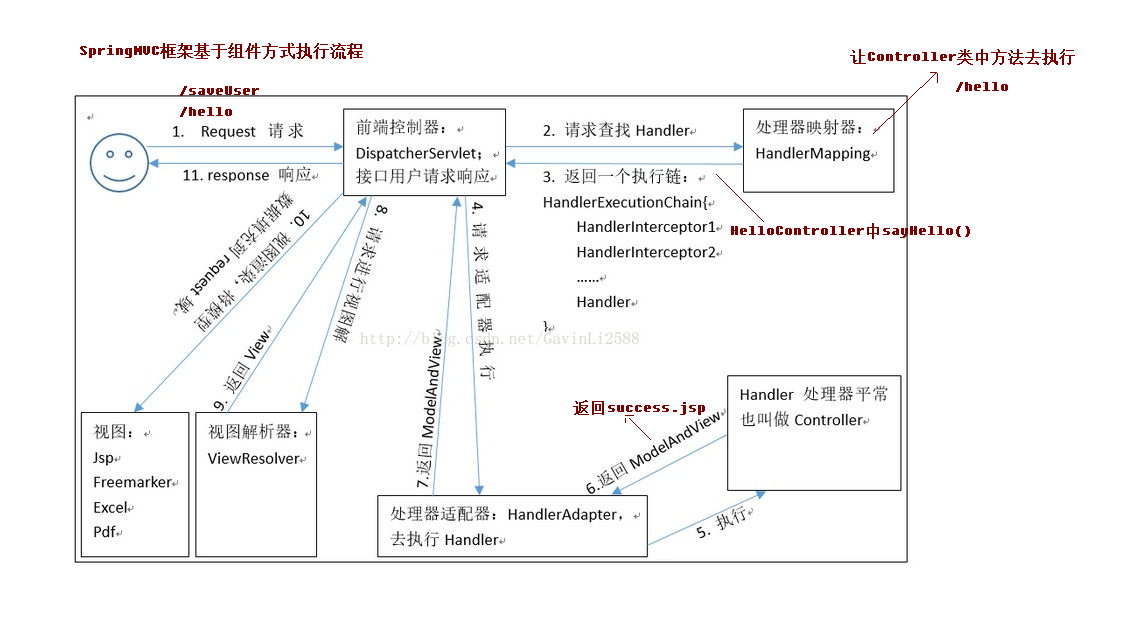 SpringMVC框架基于组件方式执行流程
让Controller类中方法去执行
/hello
/saveUser
/hello
1. Request 请求
11. response 响应
前端控制器：
DispatcherServlet；
接口用户请求响应
2. 请求查找 Handler
处理器映射器：
HandlerMapping
3. 返回一个执行链：
HandlerExecutionChain{
HandlerInterceptor1
HandlerInterceptor2
......
Handler
}
HelloController中sayHello()
10. 视图渲染，将模型
数据填充到 request 域
9. 返回 View
8. 请求进行视图解
4. 请求适配器执行
7.返回 ModelAndView
http://blog.csdn.net/GavinLi2588
返回success.jsp
6.返回 ModelAndView
5. 执行
Handler 处理器平常
也叫做 Controller
视图：
Jsp
Freemarker
Excel
Pdf
视图解析器：
ViewResolver
处理器适配器：HandlerAdapter，
去执行 Handler